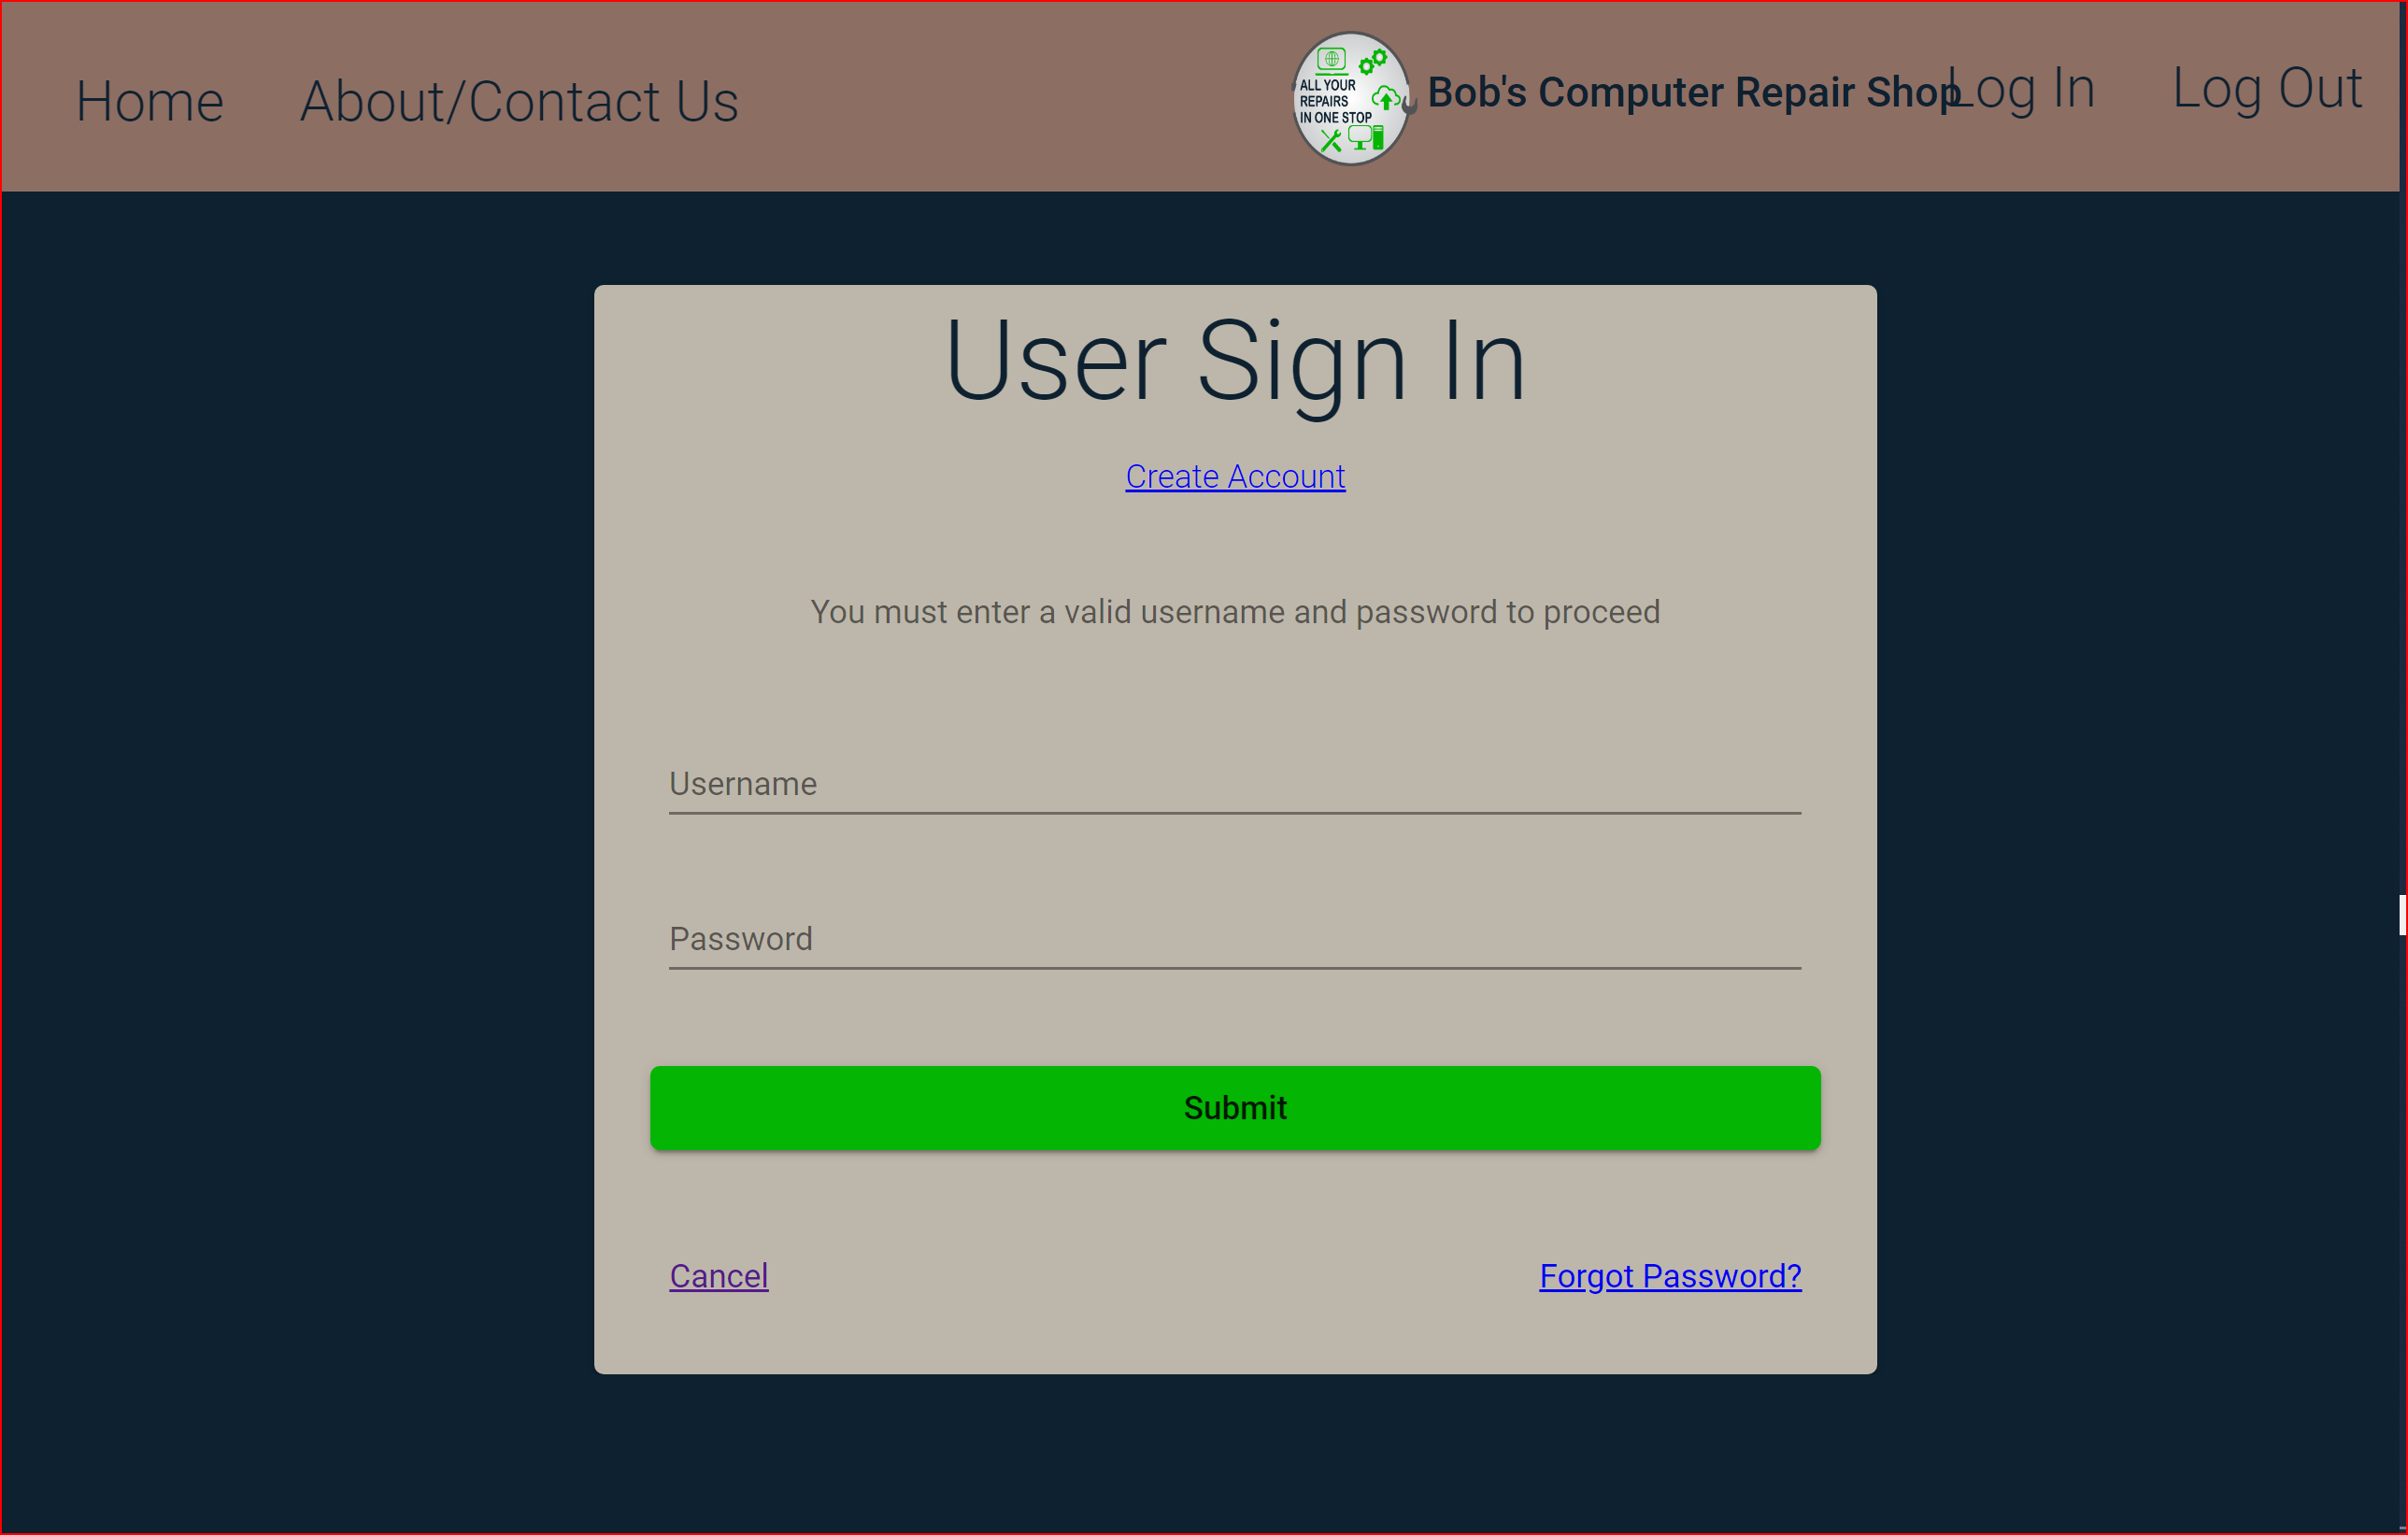 Home About/Contact Us
ALL YOUR
REPAIRS
IN ONE STOP
Bob's Computer Repair Shop
Log In Log Out
User Sign In
Create Account
You must enter a valid username and password to proceed
Username
Password
Submit
Cancel Forgot Password?